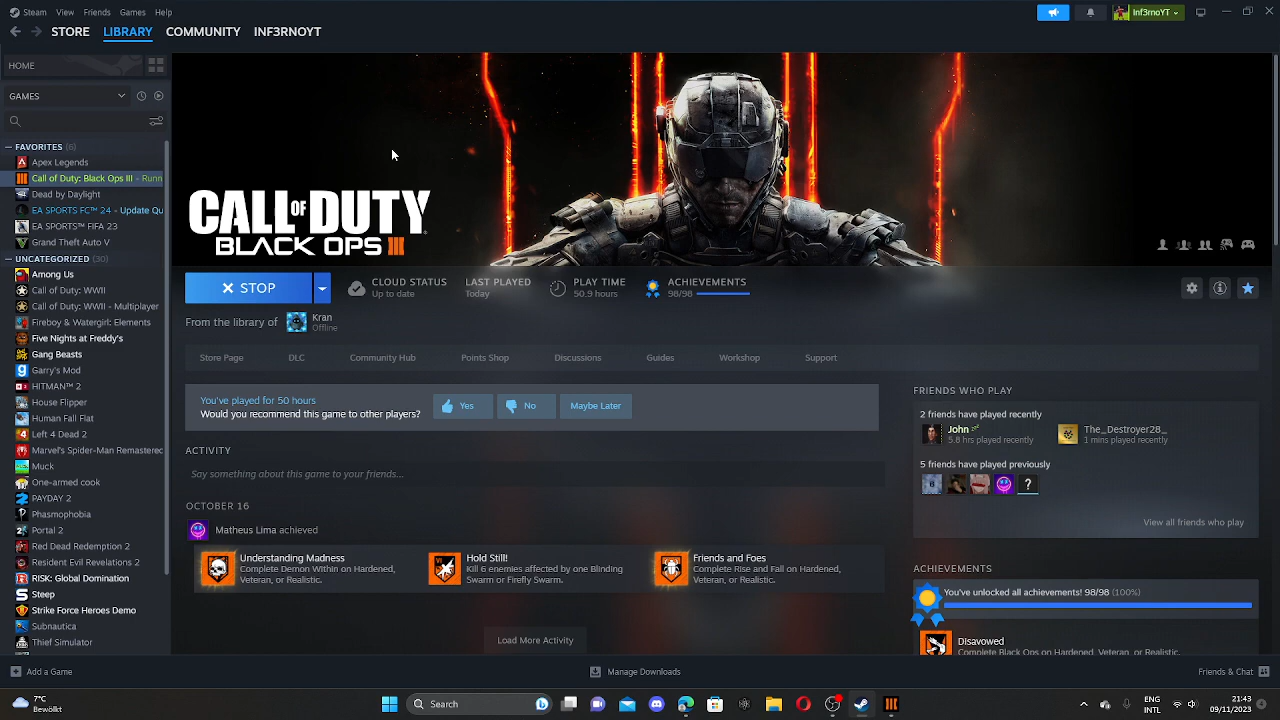 Steam View Friends Games Help
Inf3rnoYT
STORE LIBRARY COMMUNITY INF3RNOYT
HOME
GAMES
FAVORITES (6)
Apex Legends
Call of Duty: Black Ops III - Runn
Dead by Daylight
EA SPORTS FC™ 24 - Update Qu
EA SPORTS™ FIFA 23
Grand Theft Auto V
UNCATEGORIZED (30)
Among Us
Call of Duty: WWII
Call of Duty: WWII - Multiplayer
Fireboy & Watergirl: Elements
Five Nights at Freddy's
Gang Beasts
Garry's Mod
HITMAN™ 2
House Flipper
Human Fall Flat
Left 4 Dead 2
Marvel's Spider-Man Remastered
Muck
One-armed cook
PAYDAY 2
Phasmophobia
Portal 2
Red Dead Redemption 2
Resident Evil Revelations 2
RISK: Global Domination
Steep
Strike Force Heroes Demo
Subnautica
Thief Simulator
CALL OF DUTY
BLACK OPS III
STOP
CLOUD STATUS
Up to date
LAST PLAYED
Today
PLAY TIME
50.9 hours
ACHIEVEMENTS
98/98
From the library of
Kran
Offline
Store Page DLC Community Hub Points Shop Discussions Guides Workshop Support
You've played for 50 hours
Would you recommend this game to other players?
Yes No Maybe Later
ACTIVITY
Say something about this game to your friends...
OCTOBER 16
Matheus Lima achieved
Understanding Madness
Complete Demon Within on Hardened,
Veteran, or Realistic.
Hold Still!
Kill 6 enemies affected by one Blinding
Swarm or Firefly Swarm.
Friends and Foes
Complete Rise and Fall on Hardened,
Veteran, or Realistic.
Load More Activity
FRIENDS WHO PLAY
2 friends have played recently
John
5.8 hrs played recently
The_Destroyer28_
1 mins played recently
5 friends have played previously
?
View all friends who play
ACHIEVEMENTS
You've unlocked all achievements! 98/98 (100%)
Disavowed
Complete Black Ops on Hardened, Veteran, or Realistic.
Add a Game
Manage Downloads
Friends & Chat
7°C
Bewölkt
Search
ENG
INTL
21:43
09/11/2023